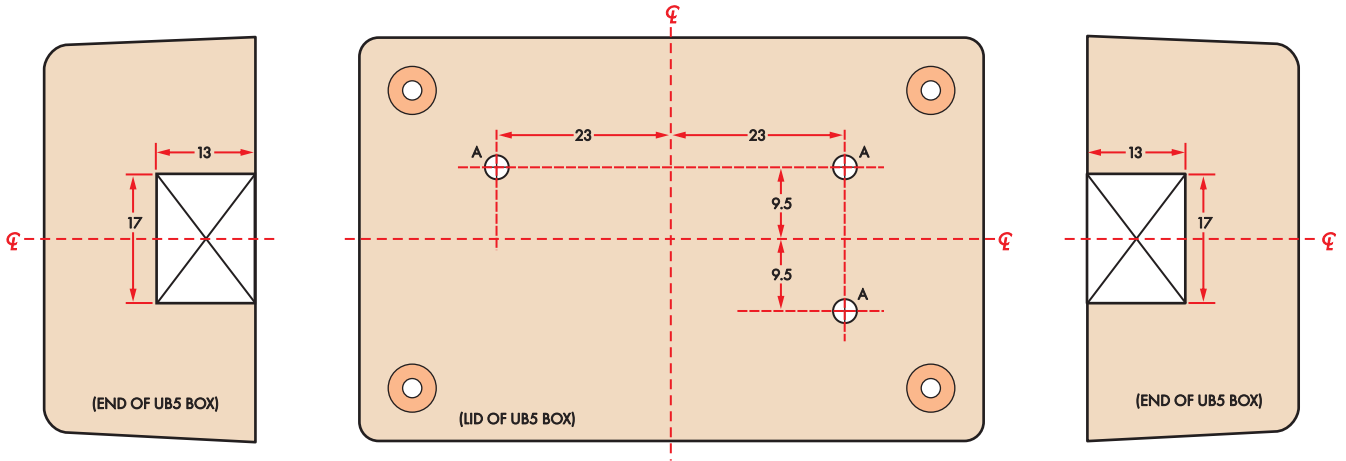 ℄
23
23
A
A
13
13
9.5
17
17
℄
℄
℄
9.5
A
(END OF UB5 BOX)
(LID OF UB5 BOX)
(END OF UB5 BOX)